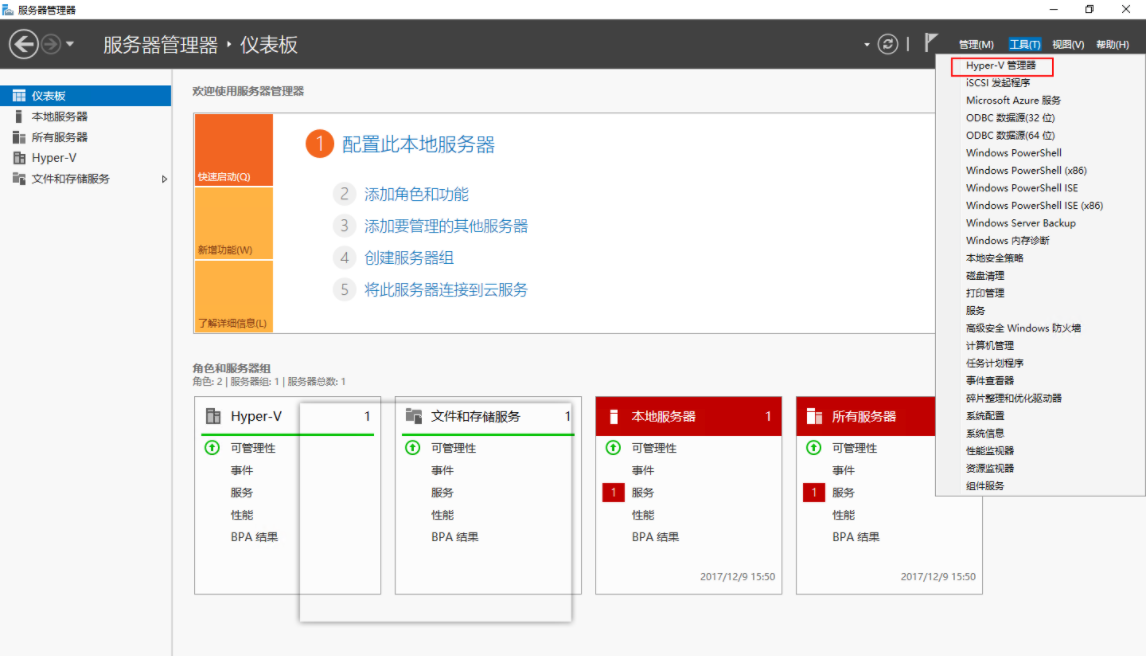 服务器管理器
服务器管理器 · 仪表板
管理(M) 工具(T) 视图(V) 帮助(H)
仪表板
本地服务器
所有服务器
Hyper-V
文件和存储服务
欢迎使用服务器管理器
快速启动(Q)
新增功能(W)
了解详细信息(L)
1 配置此本地服务器
2 添加角色和功能
3 添加要管理的其他服务器
4 创建服务器组
5 将此服务器连接到云服务
Hyper-V 管理器
iSCSI 发起程序
Microsoft Azure 服务
ODBC 数据源(32 位)
ODBC 数据源(64 位)
Windows PowerShell
Windows PowerShell (x86)
Windows PowerShell ISE
Windows PowerShell ISE (x86)
Windows Server Backup
Windows 内存诊断
本地安全策略
磁盘清理
打印管理
服务
高级安全 Windows 防火墙
计算机管理
任务计划程序
事件查看器
碎片整理和优化驱动器
系统配置
系统信息
性能监视器
资源监视器
组件服务
角色和服务器组
角色: 2 | 服务器组: 1 | 服务器总数: 1
Hyper-V 1
可管理性
事件
服务
性能
BPA 结果
文件和存储服务 1
可管理性
事件
服务
性能
BPA 结果
本地服务器 1
可管理性
事件
1 服务
性能
BPA 结果
2017/12/9 15:50
所有服务器
可管理性
事件
1 服务
性能
BPA 结果
2017/12/9 15:50